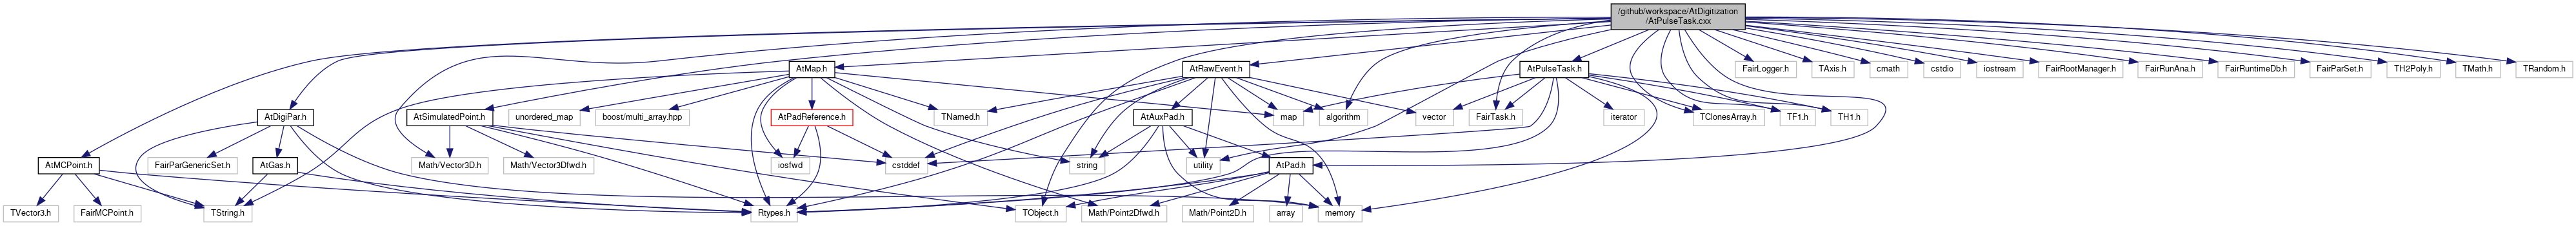 /github/workspace/AtDigitization
/AtPulseTask.cxx
AtMap.h
AtRawEvent.h
AtPulseTask.h
FairLogger.h
TAxis.h
cmath
cstdio
iostream
FairRootManager.h
FairRunAna.h
FairRuntimeDb.h
FairParSet.h
TH2Poly.h
TMath.h
TRandom.h
AtDigiPar.h
AtSimulatedPoint.h
unordered_map
boost/multi_array.hpp
AtPadReference.h
TNamed.h
AtAuxPad.h
map
algorithm
vector
FairTask.h
iterator
TClonesArray.h
TF1.h
TH1.h
AtMCPoint.h
FairParGenericSet.h
AtGas.h
Math/Vector3D.h
Math/Vector3Dfwd.h
iosfwd
cstddef
string
utility
AtPad.h
TVector3.h
FairMCPoint.h
TString.h
Rtypes.h
TObject.h
Math/Point2Dfwd.h
Math/Point2D.h
array
memory